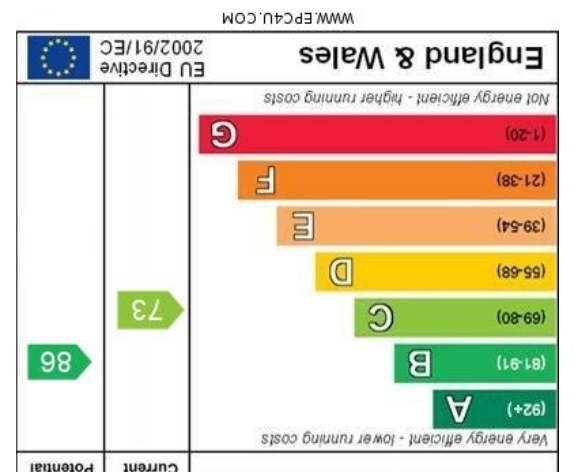 Current Potential
Very energy efficient - lower running costs
(92+) A
(81-91) B 86
(69-80) C 73
(55-68) D
(39-54) E
(21-38) F
(1-20) G
Not energy efficient - higher running costs
England & Wales EU Directive
2002/91/EC
WWW.EPC4U.COM